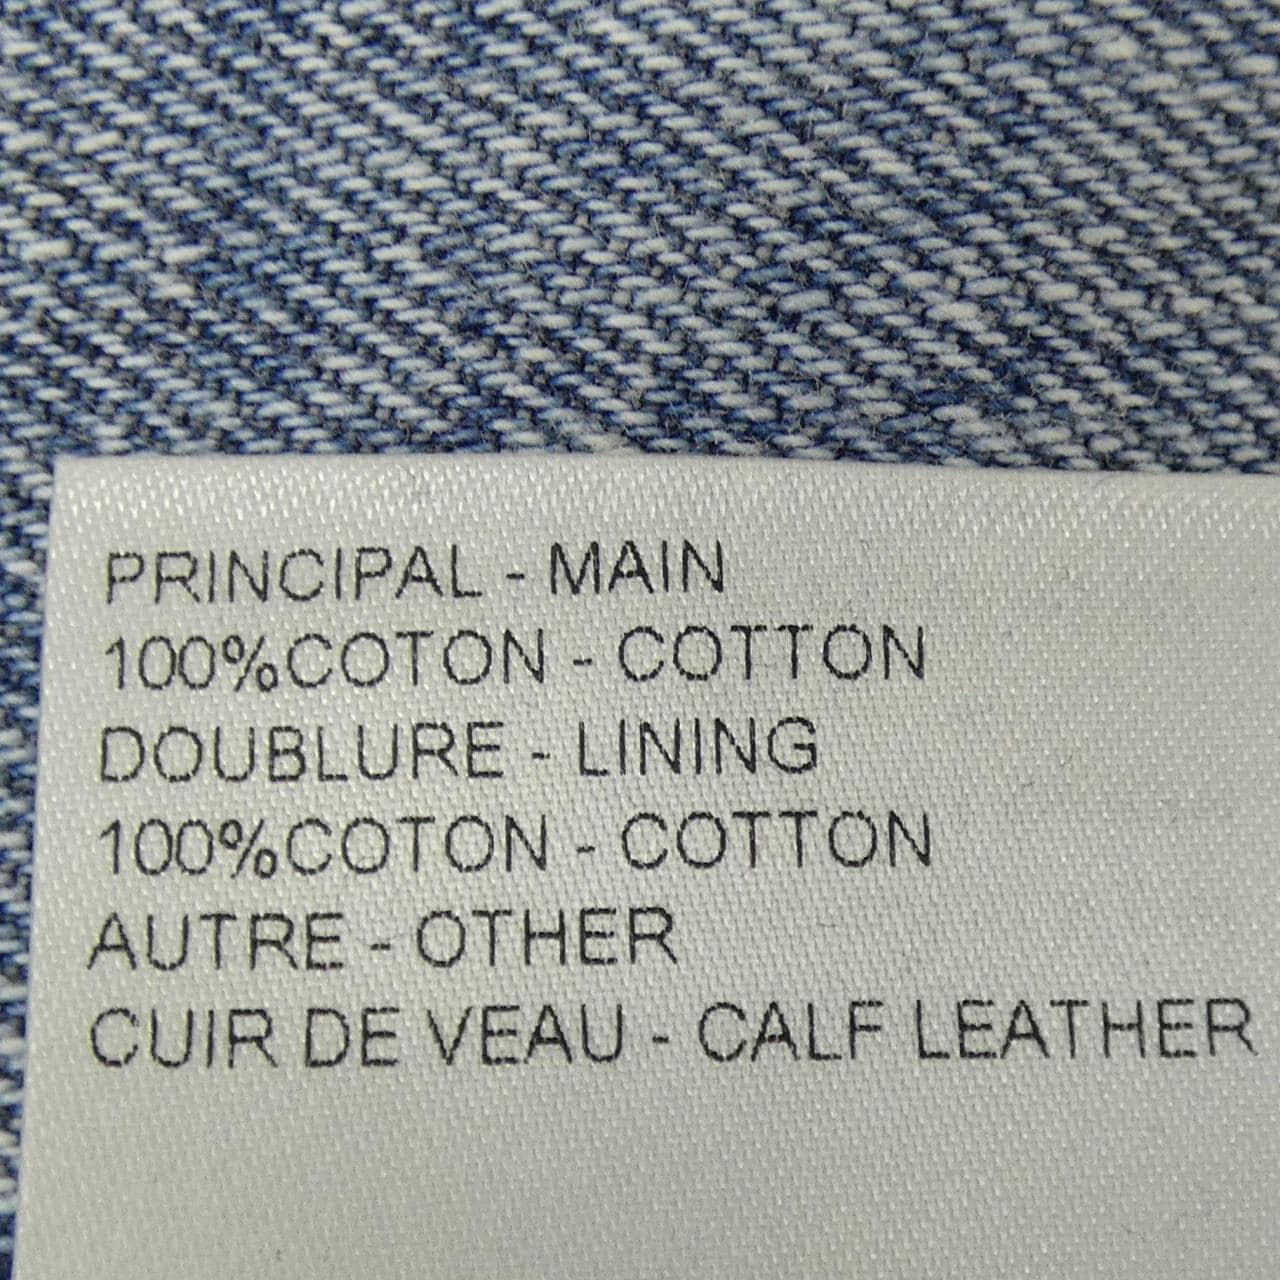 PRINCIPAL - MAIN
100%COTON - COTTON
DOUBLURE - LINING
100%COTON - COTTON
AUTRE - OTHER
CUIR DE VEAU - CALF LEATHER